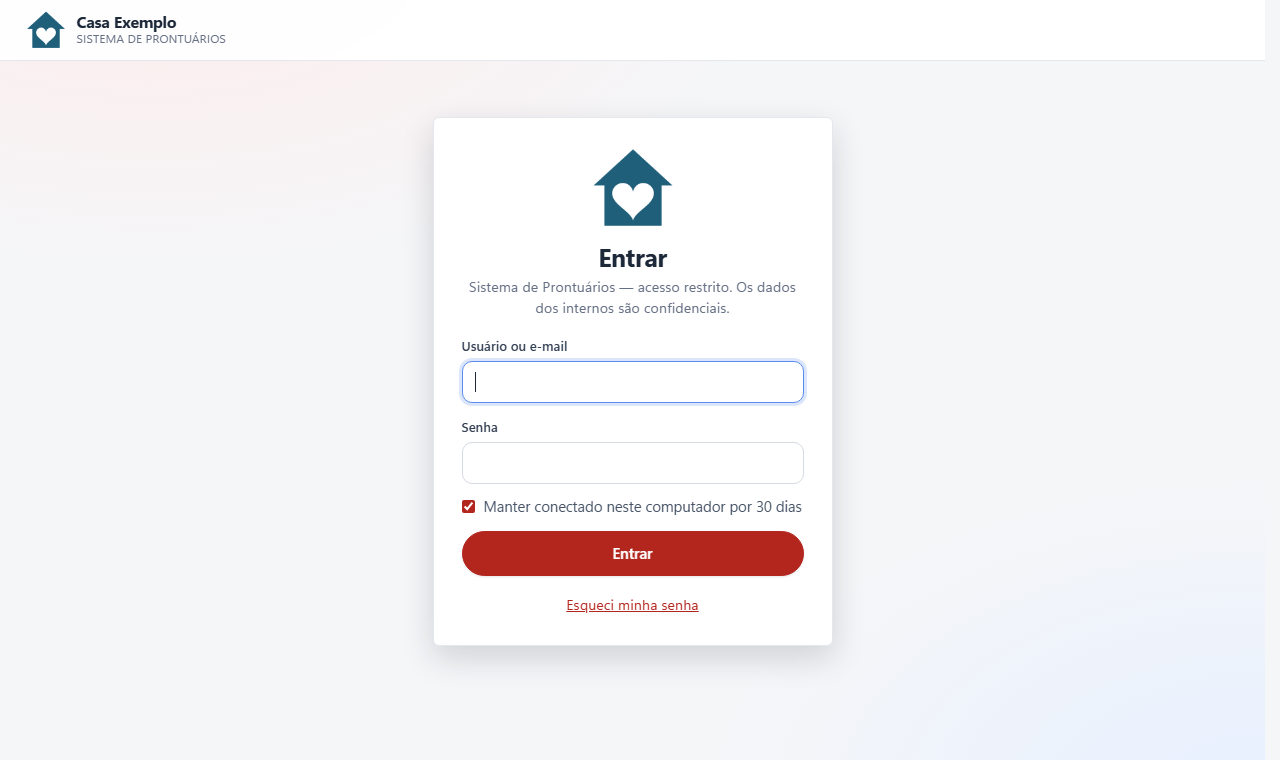 Casa Exemplo
SISTEMA DE PRONTUÁRIOS
Entrar
Sistema de Prontuários — acesso restrito. Os dados
dos internos são confidenciais.
Usuário ou e-mail
Senha
Manter conectado neste computador por 30 dias
Entrar
Esqueci minha senha